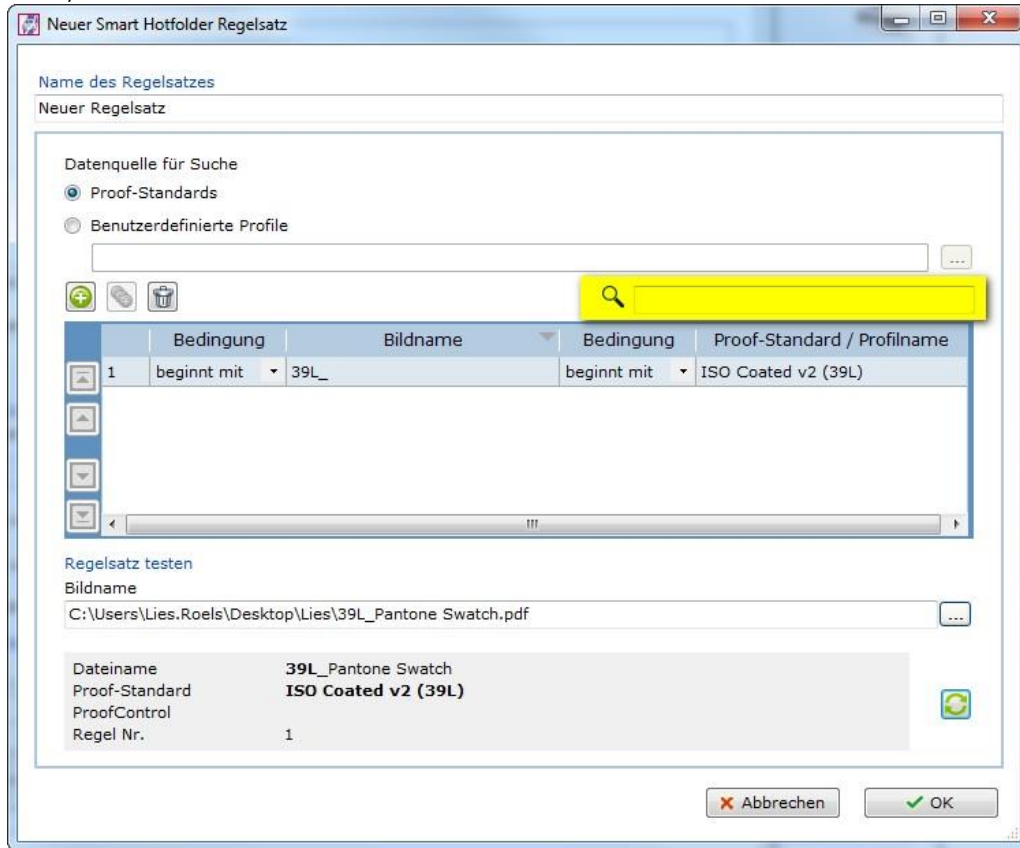 Neuer Smart Hotfolder Regelsatz
Name des Regelsatzes
Neuer Regelsatz
Datenquelle für Suche
Proof-Standards
Benutzerdefinierte Profile
...
Bedingung Bildname Bedingung Proof-Standard / Profilname
1 beginnt mit 39L_ beginnt mit ISO Coated v2 (39L)
Regelsatz testen
Bildname
C:\Users\Lies.Roels\Desktop\Lies\39L_Pantone Swatch.pdf ...
Dateiname 39L_Pantone Swatch
Proof-Standard ISO Coated v2 (39L)
ProofControl
Regel Nr. 1
Abbrechen OK